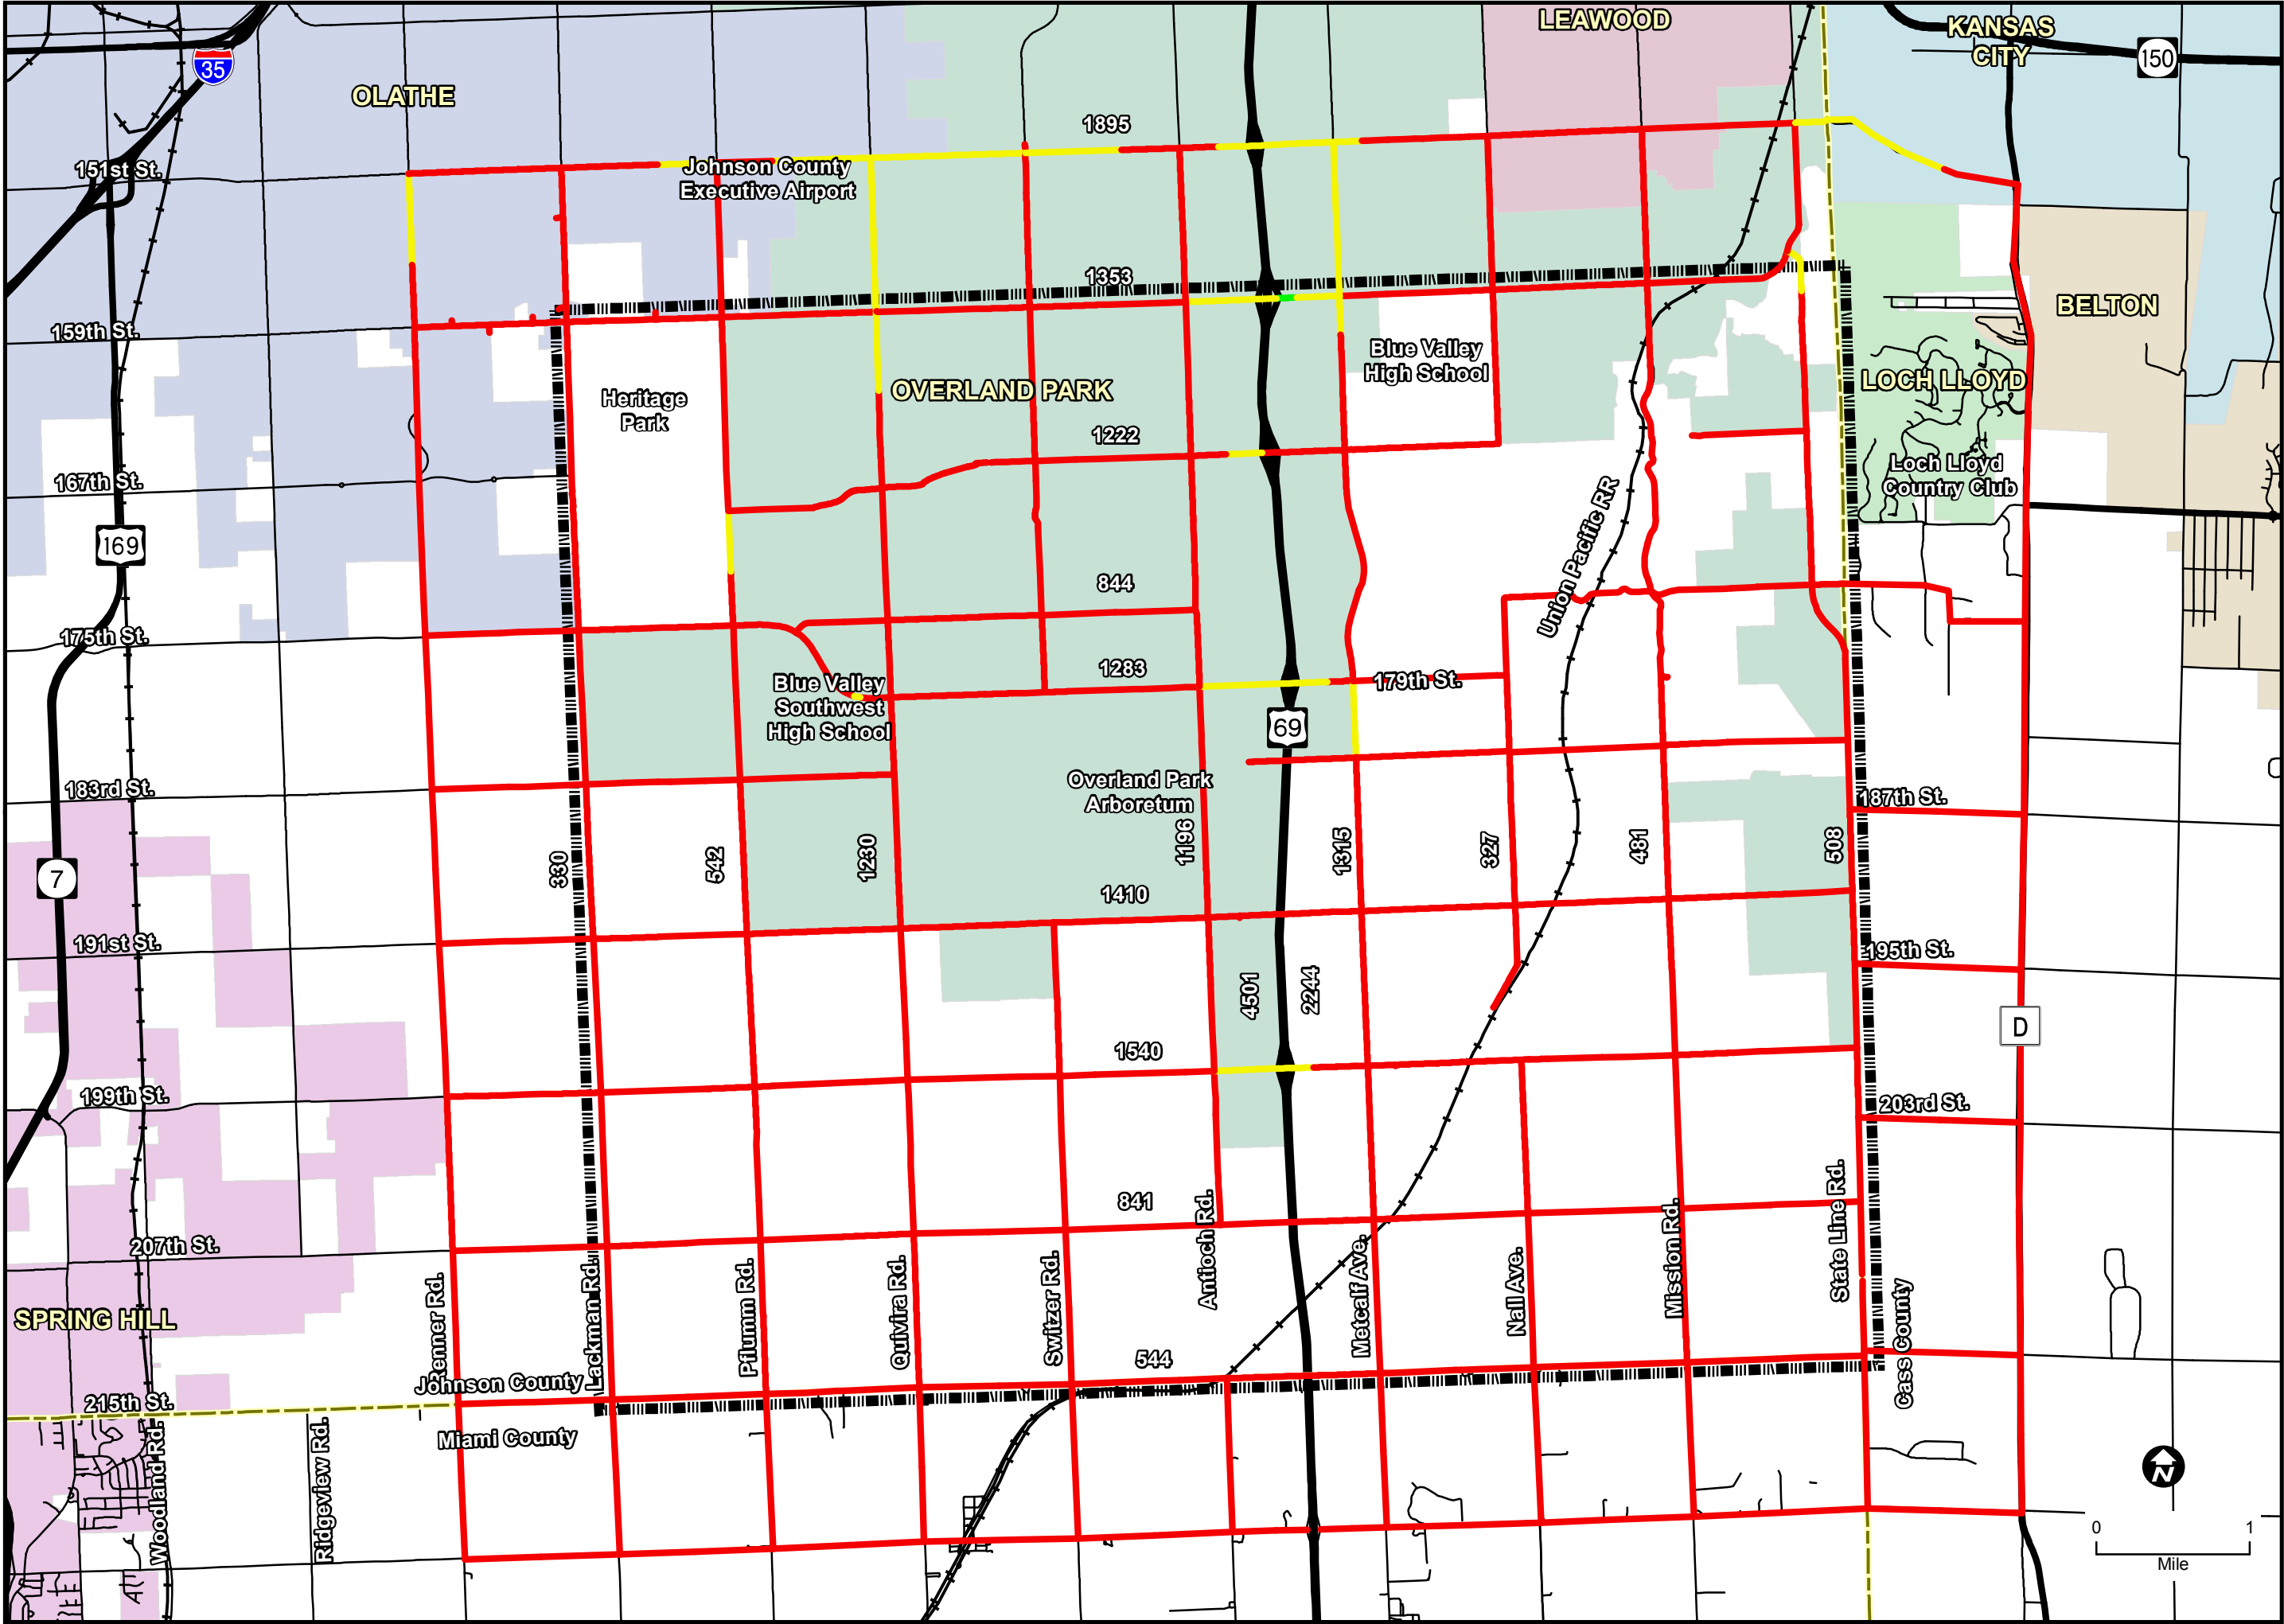 LEAWOOD
KANSAS
CITY
150
35
OLATHE
1895
151st St.
Johnson County
Executive Airport
1353
159th St.
BELTON
Blue Valley
High School
LOCH LLOYD
OVERLAND PARK
Heritage
Park
1222
167th St.
Loch Lloyd
Country Club
Union Pacific RR
169
844
175th St.
1283
179th St.
Blue Valley
Southwest
High School
69
Overland Park
Arboretum
183rd St.
187th St.
330
542
1230
1196
1315
327
481
508
7
1410
191st St.
195th St.
4501
2244
D
1540
199th St.
203rd St.
841
207th St.
SPRING HILL
Renner Rd.
Lackman Rd.
Pflumm Rd.
Quivira Rd.
Switzer Rd.
Antioch Rd.
Metcalf Ave.
Nall Ave.
Mission Rd.
State Line Rd.
Cass County
544
Johnson County
215th St.
Miami County
Woodland Rd.
Ridgeview Rd.
N
0 1
Mile